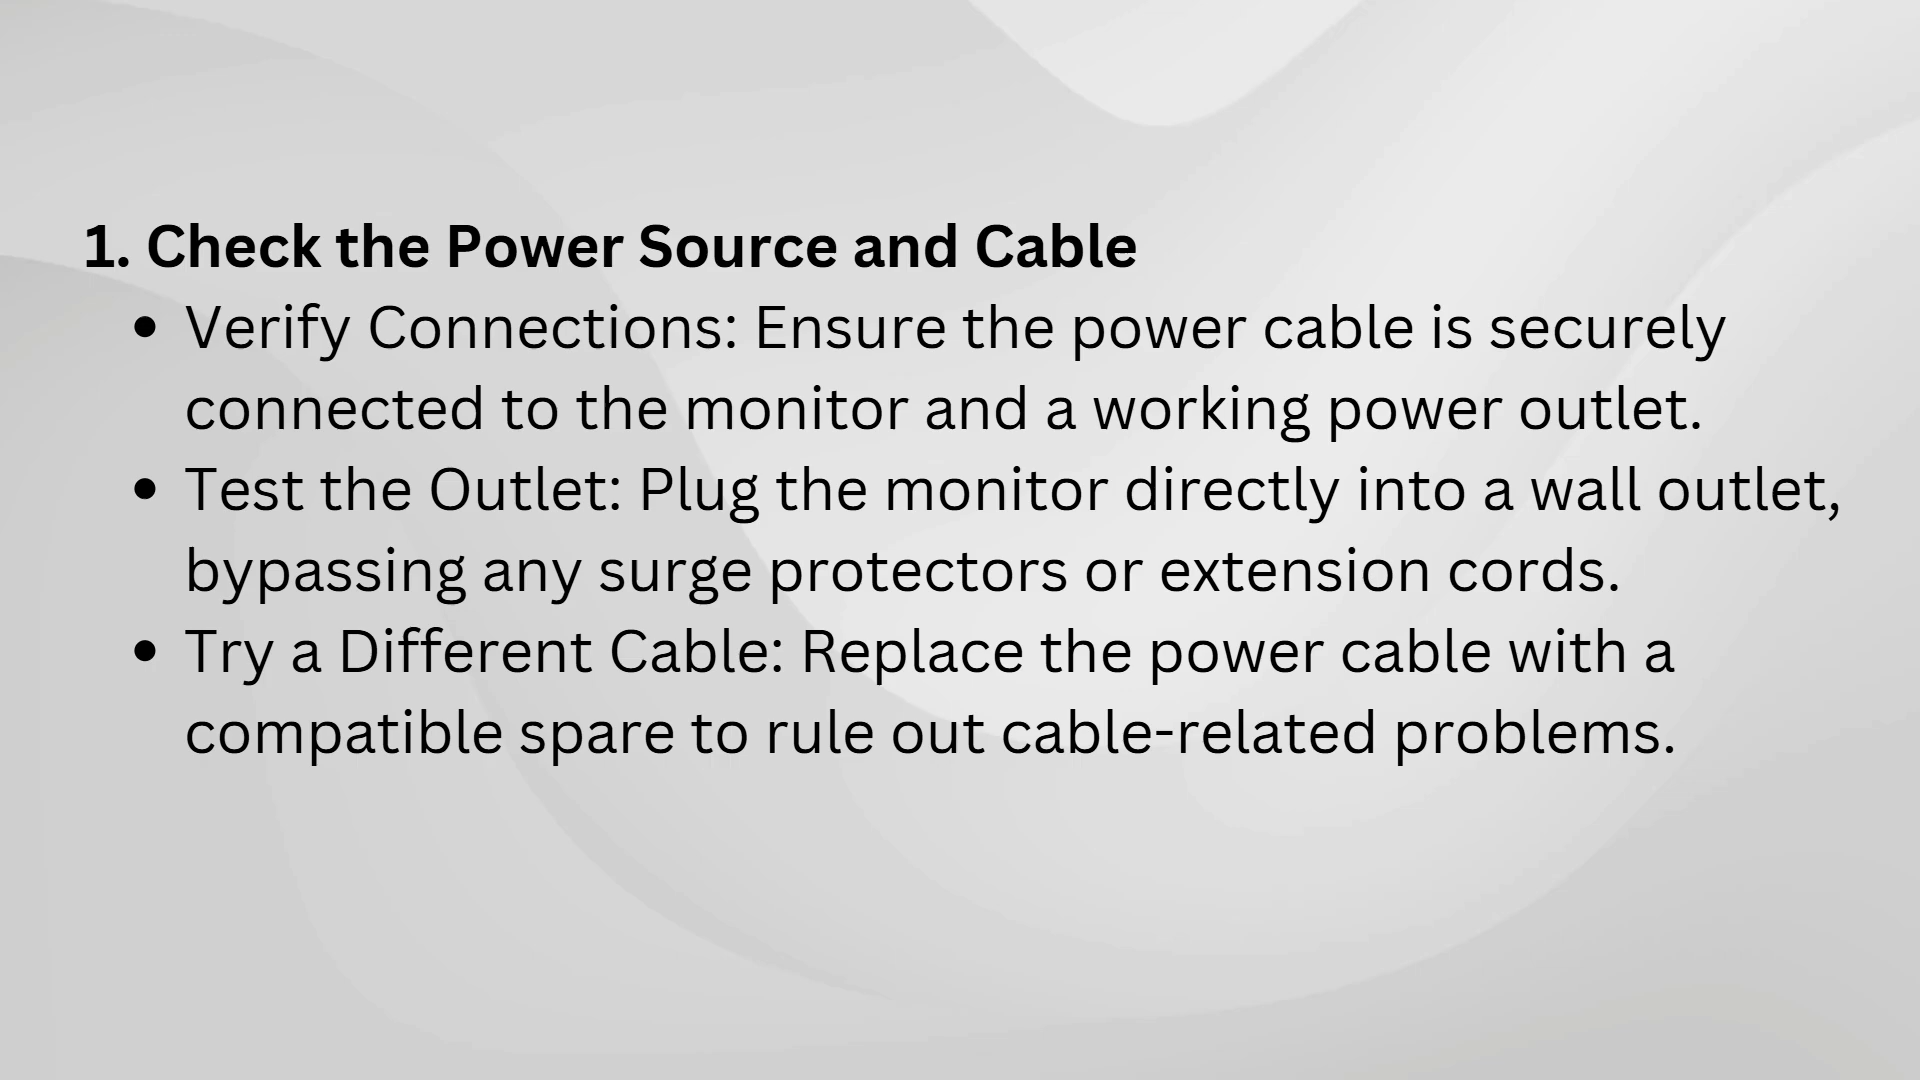 1. Check the Power Source and Cable
• Verify Connections: Ensure the power cable is securely
connected to the monitor and a working power outlet.
• Test the Outlet: Plug the monitor directly into a wall outlet,
bypassing any surge protectors or extension cords.
• Try a Different Cable: Replace the power cable with a
compatible spare to rule out cable-related problems.